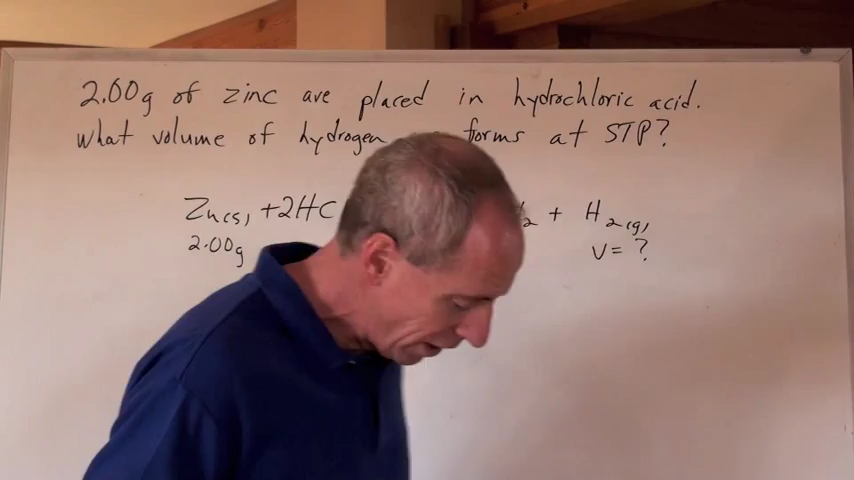 2.00g of zinc are placed in hydrochloric acid.
What volume of hydrogen forms at STP?
Zn(s) + 2HC 2 + H2(g)
2.00g V = ?